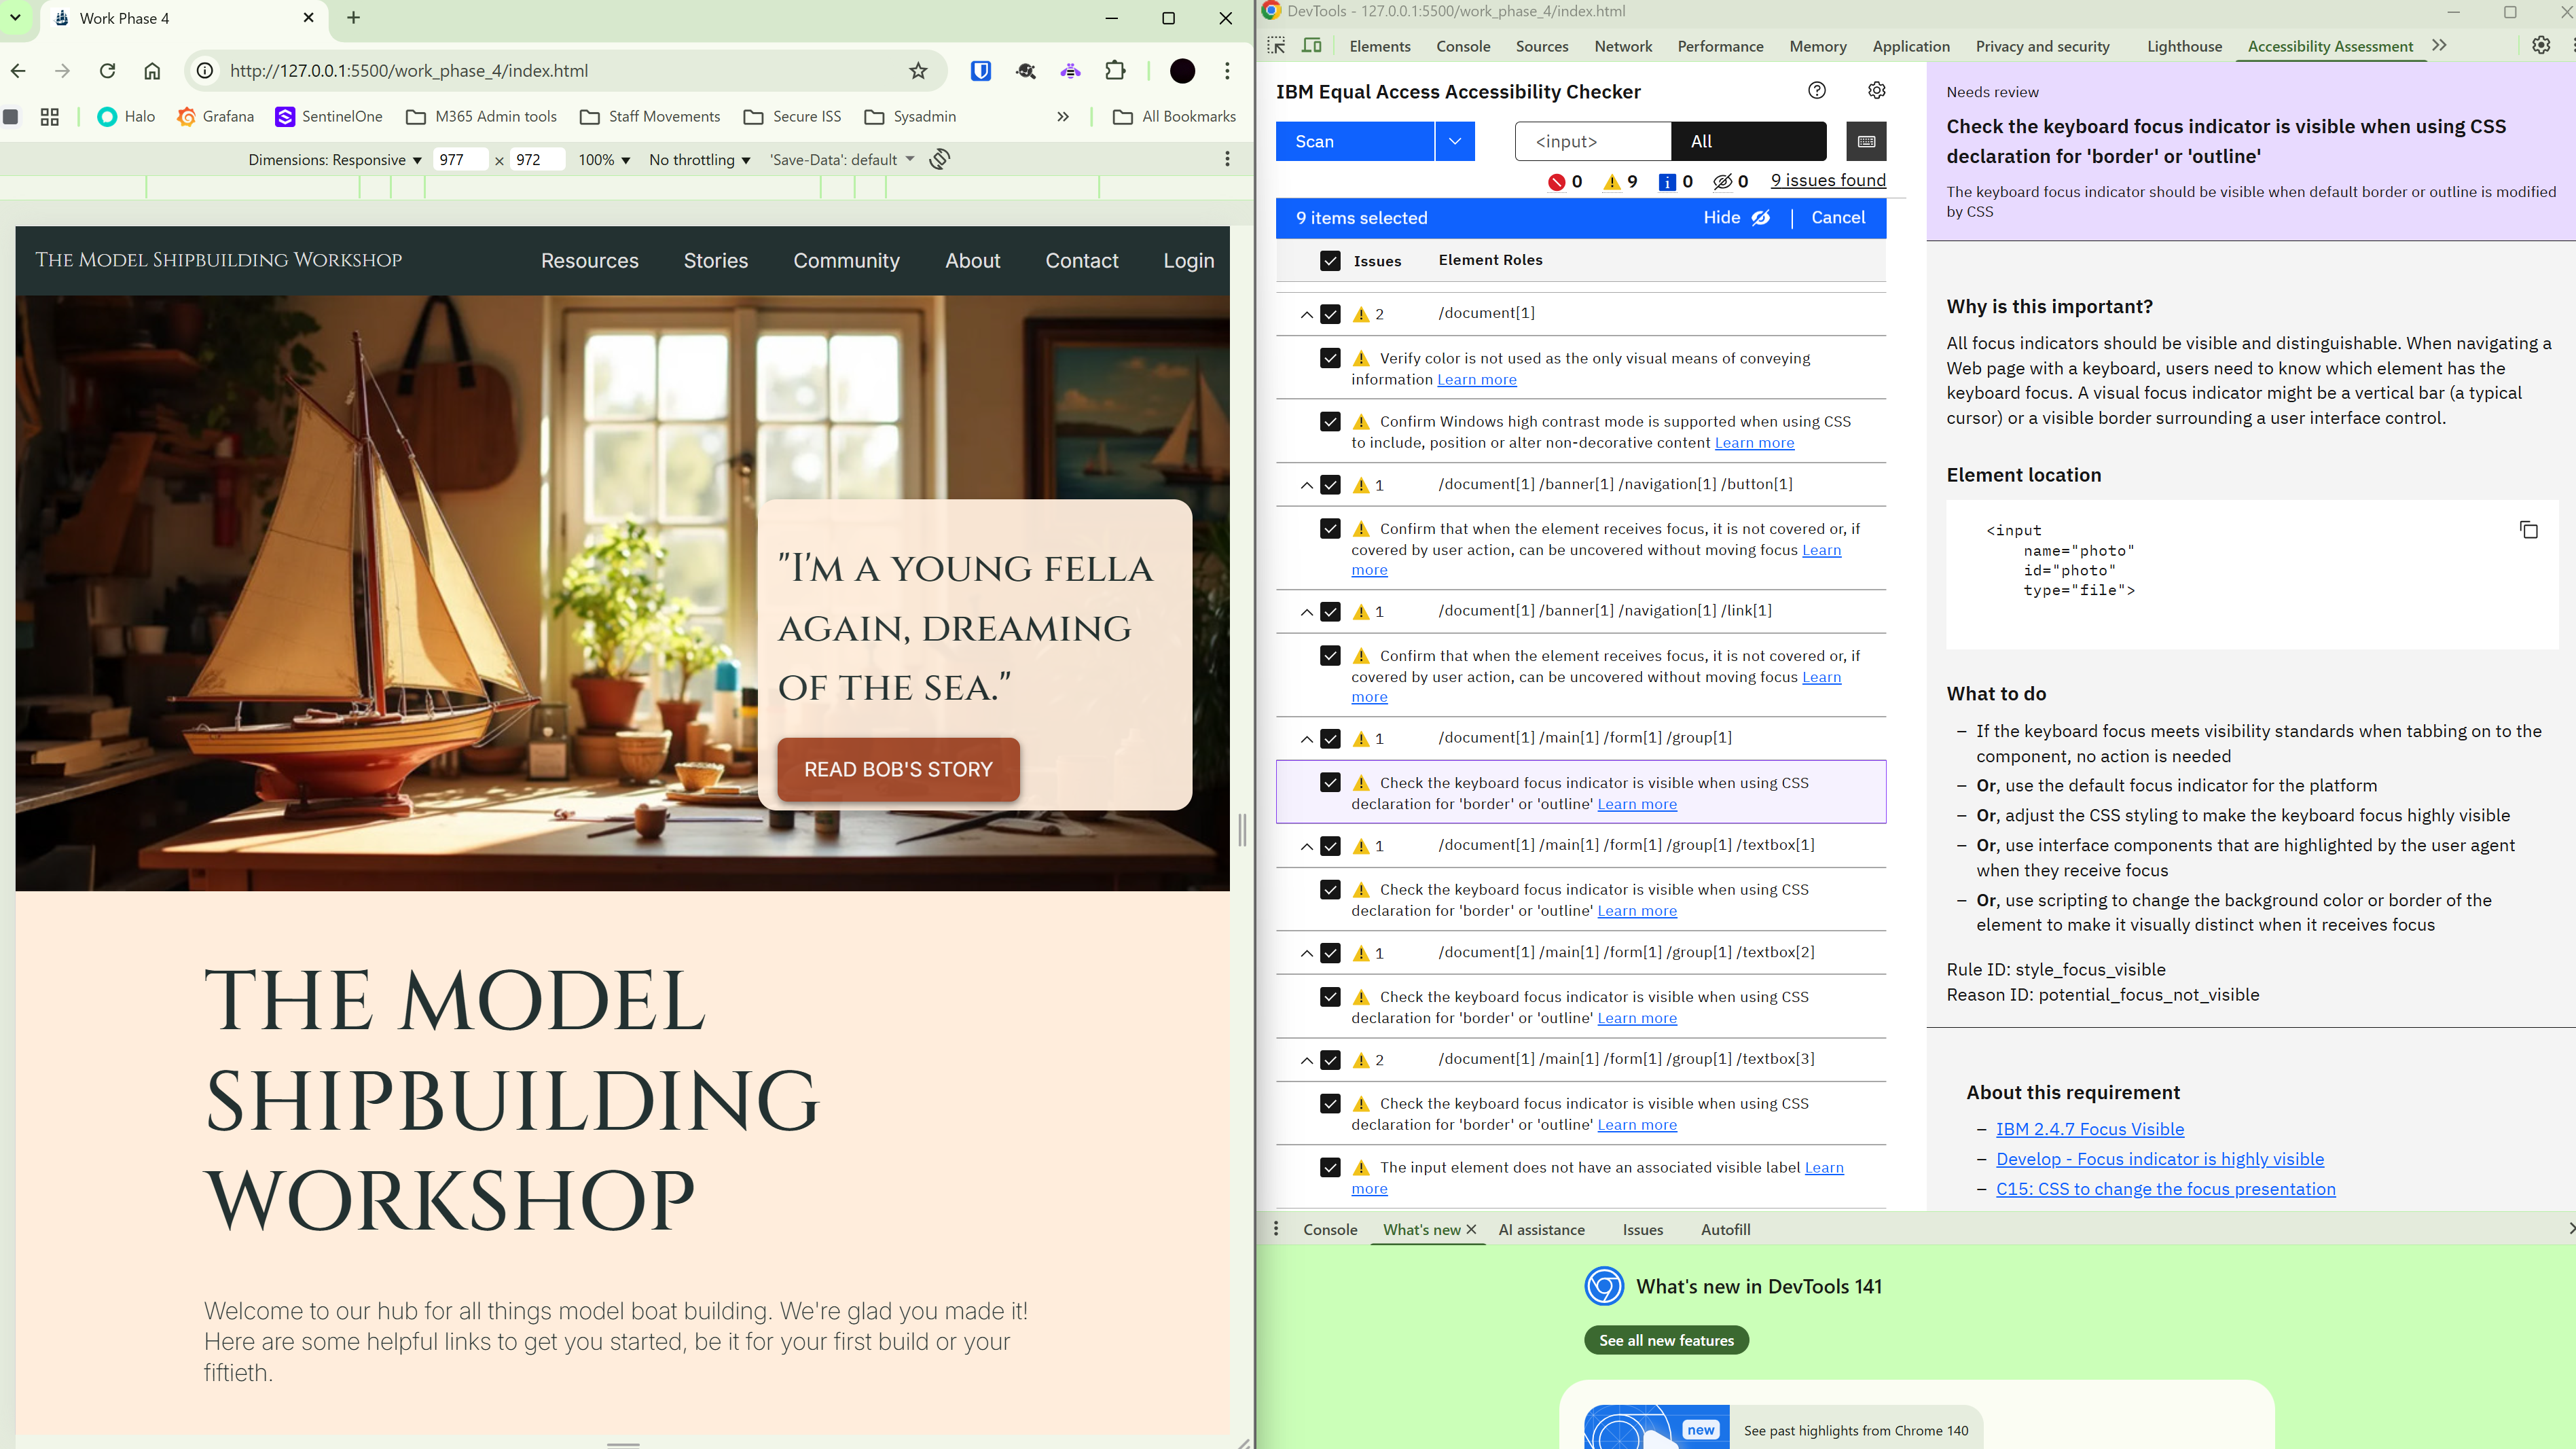 Work Phase 4
http://127.0.0.1:5500/work_phase_4/index.html
Halo
Grafana
SentinelOne
M365 Admin tools
Staff Movements
Secure ISS
Sysadmin
All Bookmarks
Dimensions: Responsive
977
×
972
100%
No throttling
'Save-Data': default
The Model Shipbuilding Workshop
Resources
Stories
Community
About
Contact
Login
"I'm a young fella
again, dreaming
of the sea."
READ BOB'S STORY
THE MODEL
SHIPBUILDING
WORKSHOP
Welcome to our hub for all things model boat building. We're glad you made it!
Here are some helpful links to get you started, be it for your first build or your
fiftieth.
DevTools - 127.0.0.1:5500/work_phase_4/index.html
Elements
Console
Sources
Network
Performance
Memory
Application
Privacy and security
Lighthouse
Accessibility Assessment
IBM Equal Access Accessibility Checker
Scan
<input>
All
0
9
0
0
9 issues found
9 items selected
Hide
Cancel
Issues
Element Roles
2
/document[1]
Verify color is not used as the only visual means of conveying
information Learn more
Confirm Windows high contrast mode is supported when using CSS
to include, position or alter non-decorative content Learn more
1
/document[1] /banner[1] /navigation[1] /button[1]
Confirm that when the element receives focus, it is not covered or, if
covered by user action, can be uncovered without moving focus Learn
more
1
/document[1] /banner[1] /navigation[1] /link[1]
Confirm that when the element receives focus, it is not covered or, if
covered by user action, can be uncovered without moving focus Learn
more
1
/document[1] /main[1] /form[1] /group[1]
Check the keyboard focus indicator is visible when using CSS
declaration for 'border' or 'outline' Learn more
1
/document[1] /main[1] /form[1] /group[1] /textbox[1]
Check the keyboard focus indicator is visible when using CSS
declaration for 'border' or 'outline' Learn more
1
/document[1] /main[1] /form[1] /group[1] /textbox[2]
Check the keyboard focus indicator is visible when using CSS
declaration for 'border' or 'outline' Learn more
2
/document[1] /main[1] /form[1] /group[1] /textbox[3]
Check the keyboard focus indicator is visible when using CSS
declaration for 'border' or 'outline' Learn more
The input element does not have an associated visible label Learn
more
Needs review
Check the keyboard focus indicator is visible when using CSS
declaration for 'border' or 'outline'
The keyboard focus indicator should be visible when default border or outline is modified
by CSS
Why is this important?
All focus indicators should be visible and distinguishable. When navigating a
Web page with a keyboard, users need to know which element has the
keyboard focus. A visual focus indicator might be a vertical bar (a typical
cursor) or a visible border surrounding a user interface control.
Element location
<input
name="photo"
id="photo"
type="file">
What to do
– If the keyboard focus meets visibility standards when tabbing on to the
component, no action is needed
– Or, use the default focus indicator for the platform
– Or, adjust the CSS styling to make the keyboard focus highly visible
– Or, use interface components that are highlighted by the user agent
when they receive focus
– Or, use scripting to change the background color or border of the
element to make it visually distinct when it receives focus
Rule ID: style_focus_visible
Reason ID: potential_focus_not_visible
About this requirement
– IBM 2.4.7 Focus Visible
– Develop - Focus indicator is highly visible
– C15: CSS to change the focus presentation
Console
What's new
AI assistance
Issues
Autofill
What's new in DevTools 141
See all new features
new
See past highlights from Chrome 140